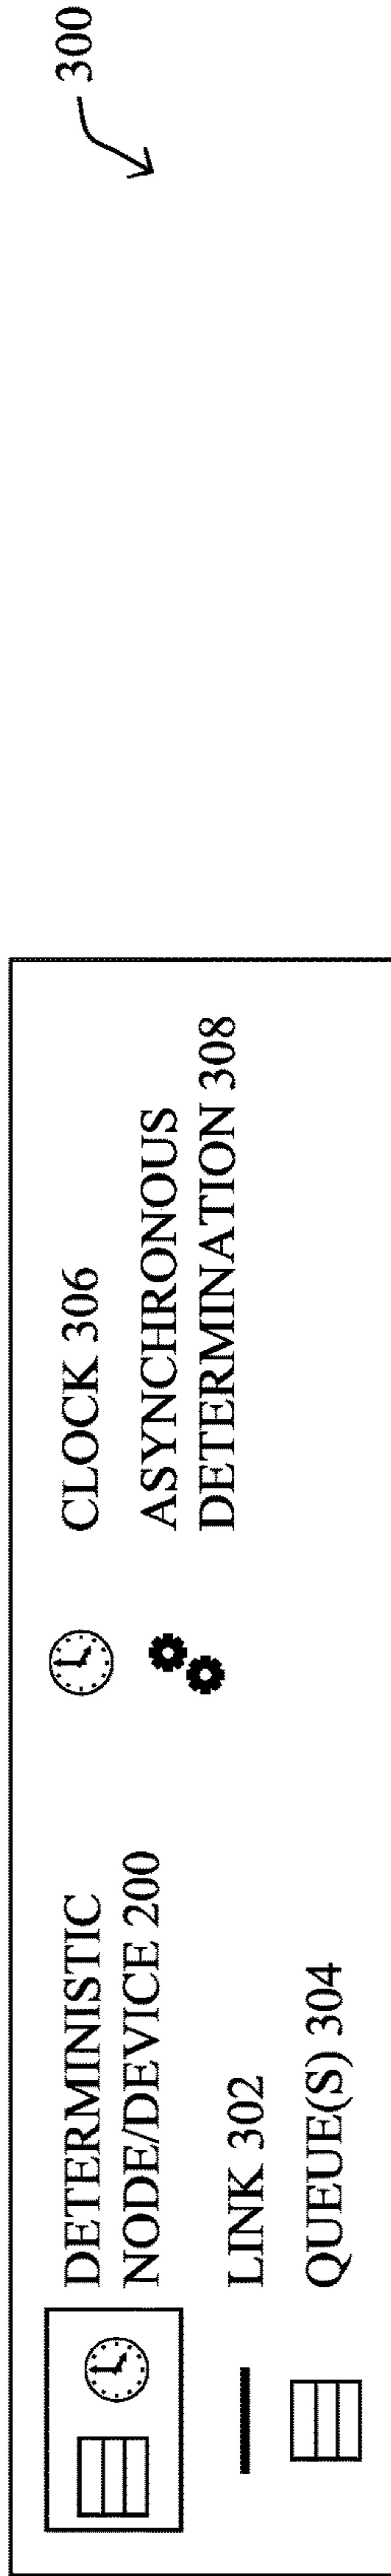 300
DETERMINISTIC
NODE/DEVICE 200
LINK 302
QUEUE(S) 304
CLOCK 306
ASYNCHRONOUS
DETERMINATION 308